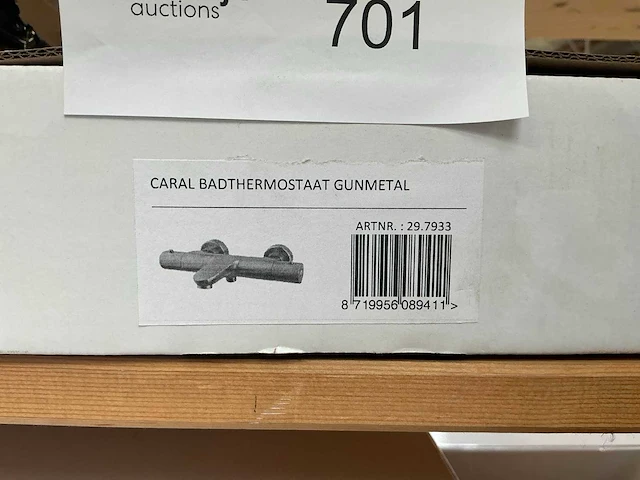 auctions
701
CARAL BADTHERMOSTAAT GUNMETAL
ARTNR. : 29.7933
8 719956 089411 >